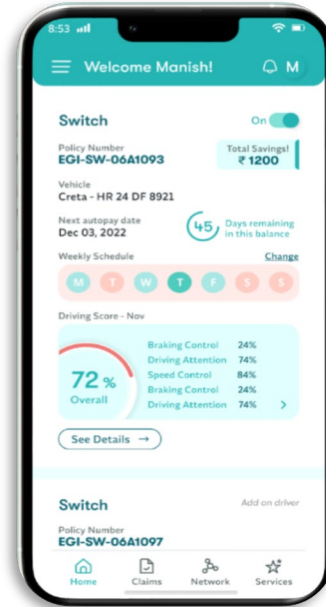 8:53
Welcome Manish!
M
Switch
On
Policy Number
EGI-SW-06A1093
Total Savings!
₹ 1200
Vehicle
Creta - HR 24 DF 8921
Next autopay date
Dec 03, 2022
45
Days remaining
in this balance
Weekly Schedule
Change
M T W T F S S
Driving Score - Nov
72 %
Overall
Braking Control 24%
Driving Attention 74%
Speed Control 84%
Braking Control 24%
Driving Attention 74%
See Details →
Switch
Add on driver
Policy Number
EGI-SW-06A1097
Home
Claims
Network
Services